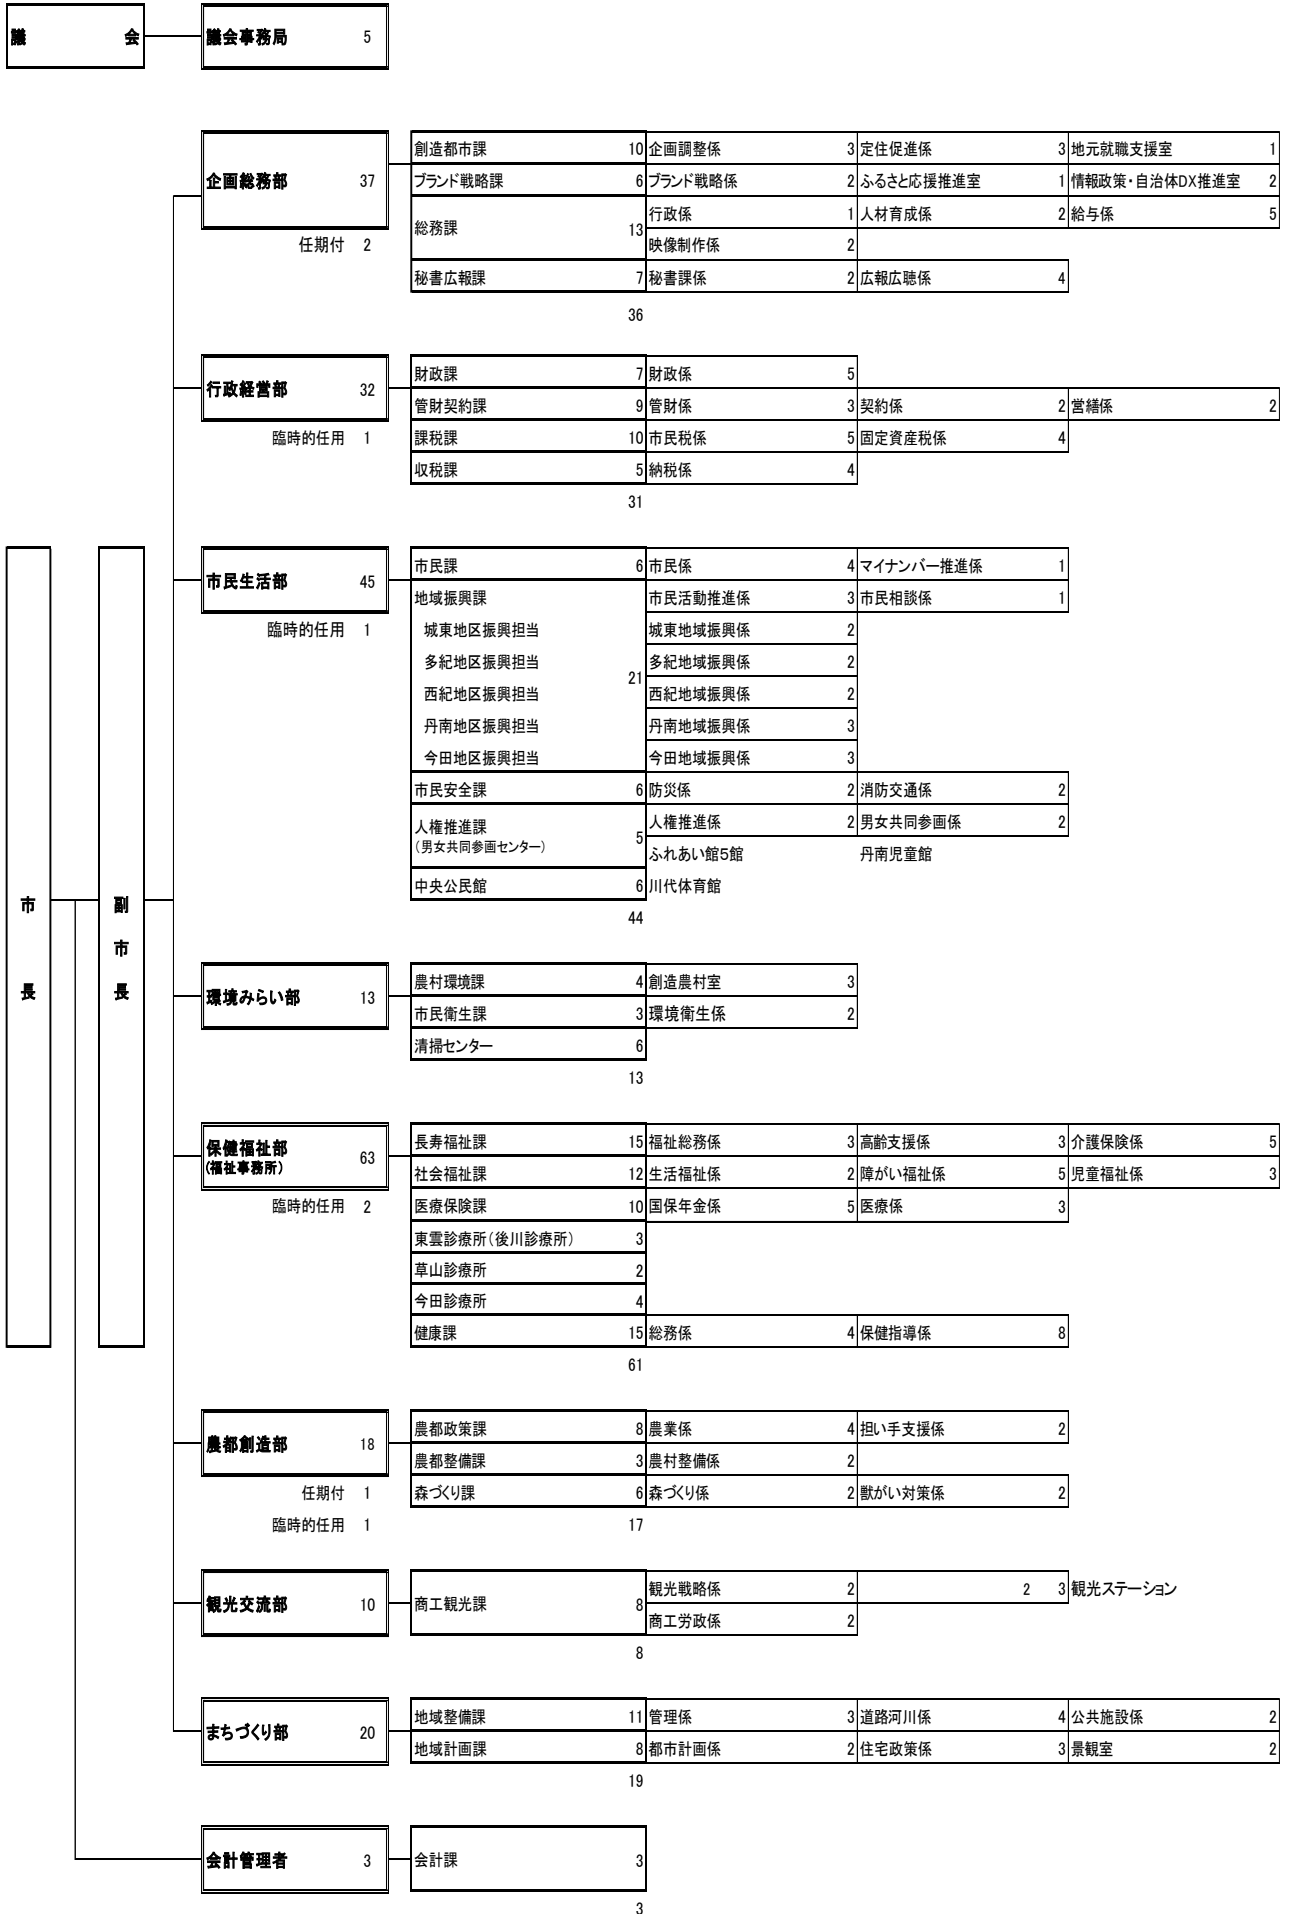 議会 議会事務局 5
創造都市課 10 企画調整係 3 定住促進係 3 地元就職支援室 1
企画総務部 37
ブランド戦略課 6 ブランド戦略係 2 ふるさと応援推進室 1 情報政策・自治体DX推進室 2
総務課 13 行政係 1 人材育成係 2 給与係 5
任期付 2
映像制作係 2
秘書広報課 7 秘書課係 2 広報広聴係 4
36
行政経営部 32
財政課 7 財政係 5
管財契約課 9 管財係 3 契約係 2 営繕係 2
臨時的任用 1
課税課 10 市民税係 5 固定資産税係 4
収税課 5 納税係 4
31
市民生活部 45
市民課 6 市民係 4 マイナンバー推進係 1
地域振興課 21 市民活動推進係 3 市民相談係 1
臨時的任用 1
城東地区振興担当 城東地域振興係 2
多紀地区振興担当 多紀地域振興係 2
西紀地区振興担当 西紀地域振興係 2
丹南地区振興担当 丹南地域振興係 3
今田地区振興担当 今田地域振興係 3
市民安全課 6 防災係 2 消防交通係 2
人権推進課 5 人権推進係 2 男女共同参画係 2
(男女共同参画センター)
ふれあい館5館 丹南児童館
中央公民館 6 川代体育館
44
市長
副市長
環境みらい部 13
農村環境課 4 創造農村室 3
市民衛生課 3 環境衛生係 2
清掃センター 6
13
保健福祉部 63
(福祉事務所)
長寿福祉課 15 福祉総務係 3 高齢支援係 3 介護保険係 5
社会福祉課 12 生活福祉係 2 障がい福祉係 5 児童福祉係 3
臨時的任用 2
医療保険課 10 国保年金係 5 医療係 3
東雲診療所(後川診療所) 3
草山診療所 2
今田診療所 4
健康課 15 総務係 4 保健指導係 8
61
農都創造部 18
農都政策課 8 農業係 4 担い手支援係 2
農都整備課 3 農村整備係 2
任期付 1
森づくり課 6 森づくり係 2 獣がい対策係 2
臨時的任用 1
17
観光交流部 10
商工観光課 8 観光戦略係 2 2 3 観光ステーション
商工労政係 2
8
まちづくり部 20
地域整備課 11 管理係 3 道路河川係 4 公共施設係 2
地域計画課 8 都市計画係 2 住宅政策係 3 景観室 2
19
会計管理者 3 会計課 3
3